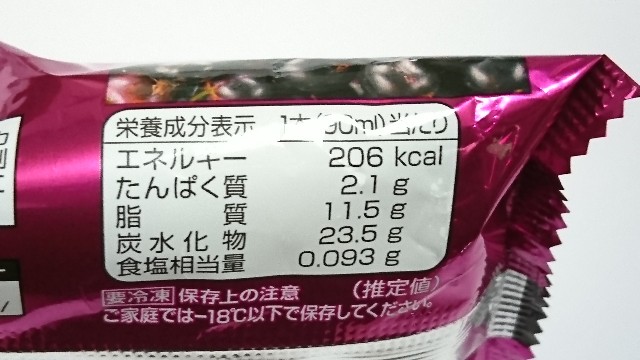 栄養成分表示 1本(90ml)当たり
エネルギー 206 kcal
たんぱく質 2.1 g
脂質 11.5 g
炭水化物 23.5 g
食塩相当量 0.093 g
(推定値)
要冷凍 保存上の注意
ご家庭では-18℃以下で保存してください。